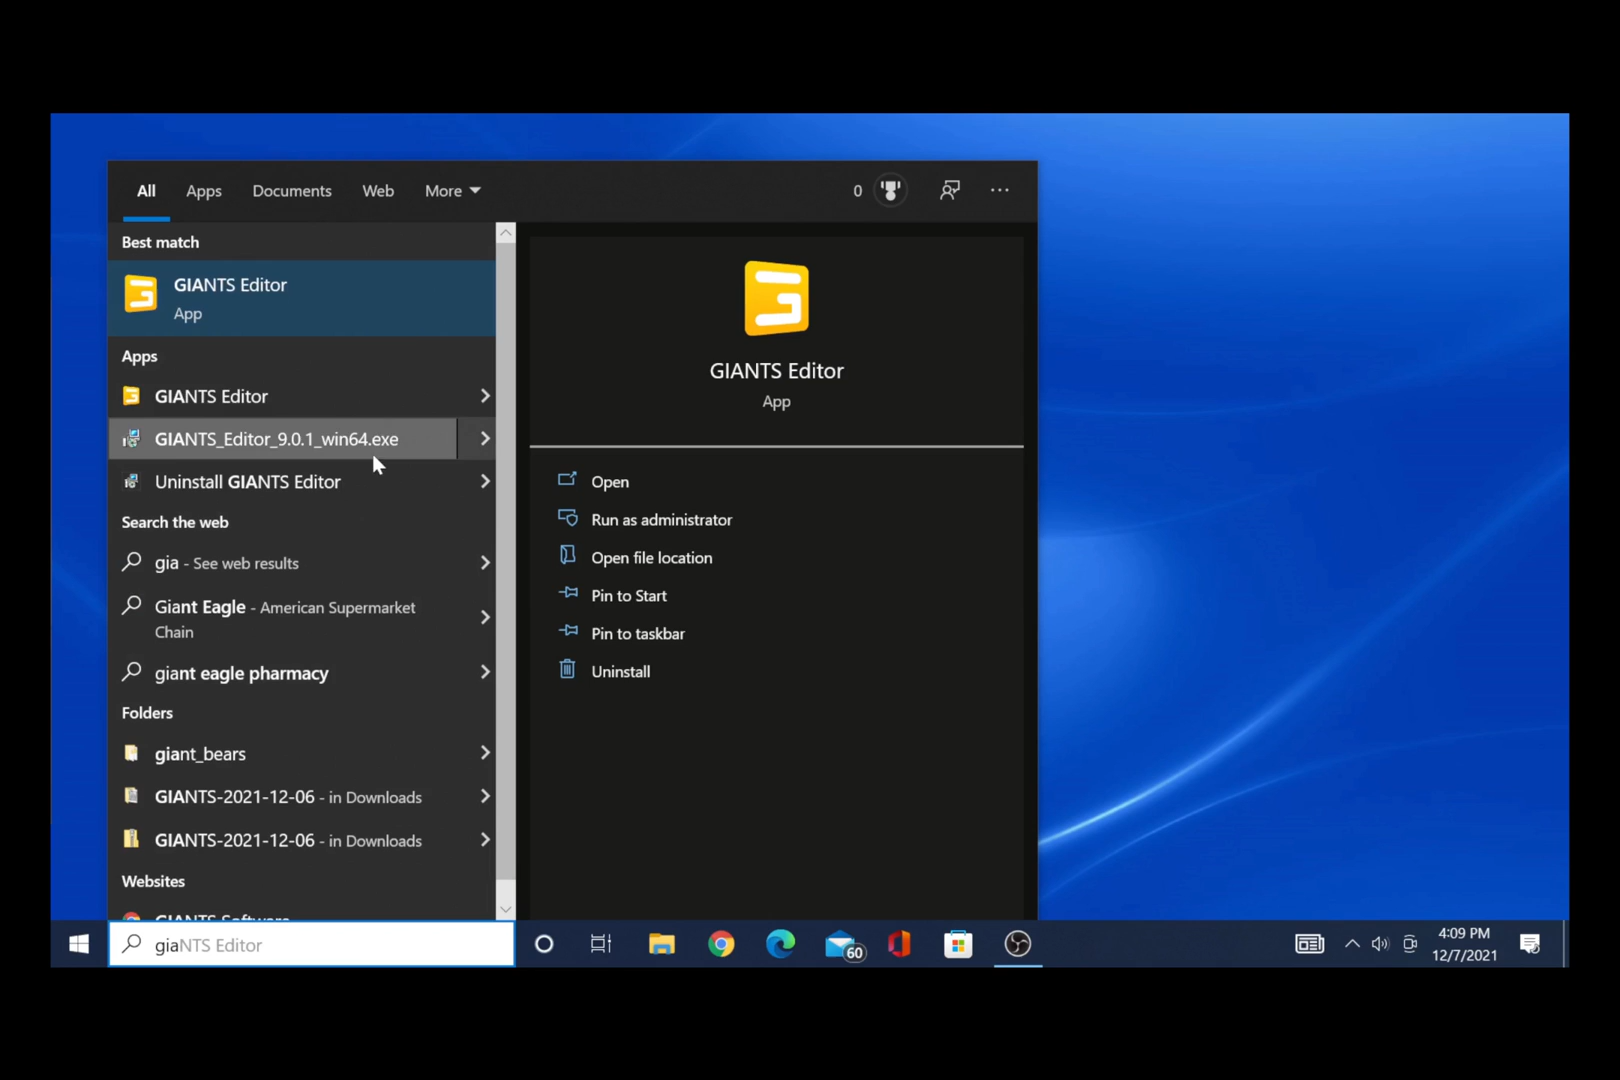 All Apps Documents Web More 0
Best match
GIANTS Editor
App
Apps
GIANTS Editor
GIANTS_Editor_9.0.1_win64.exe
Uninstall GIANTS Editor
Search the web
gia - See web results
Giant Eagle - American Supermarket
Chain
giant eagle pharmacy
Folders
giant_bears
GIANTS-2021-12-06 - in Downloads
GIANTS-2021-12-06 - in Downloads
Websites
GIANTS Software
GIANTS Editor
App
Open
Run as administrator
Open file location
Pin to Start
Pin to taskbar
Uninstall
giaNTS Editor
60
4:09 PM
12/7/2021